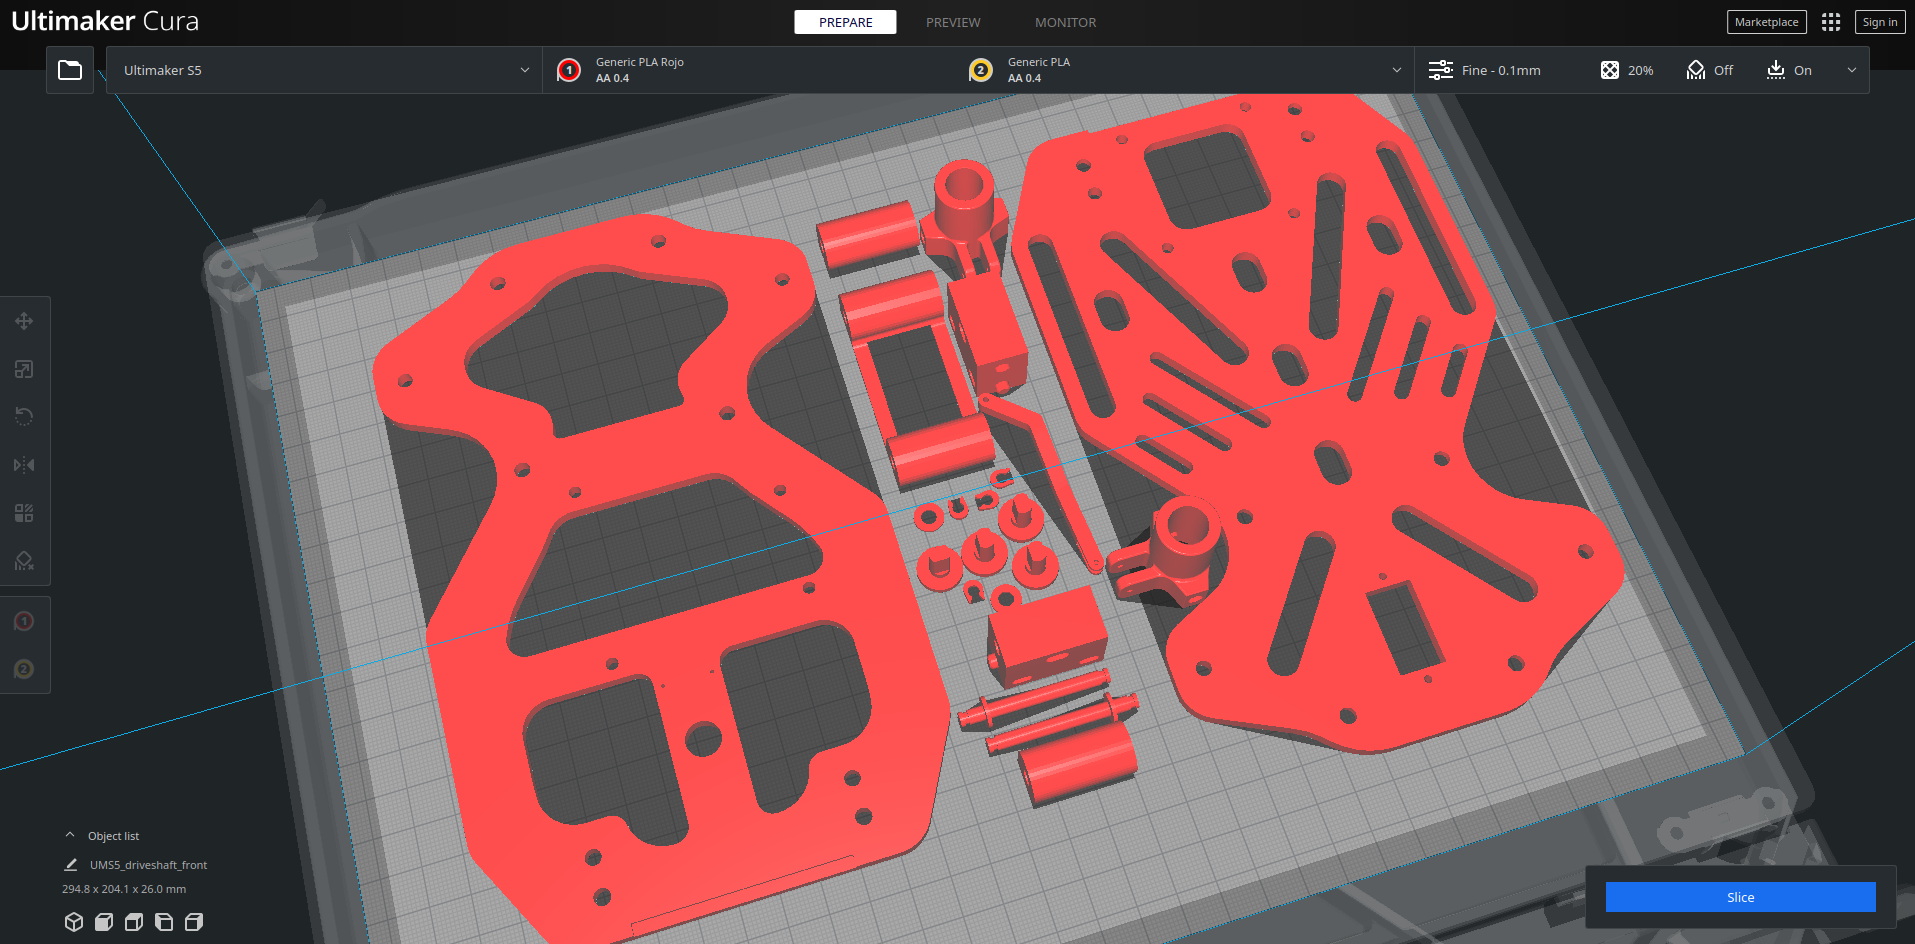 Ultimaker Cura
PREPARE
PREVIEW
MONITOR
Marketplace
Sign in
Ultimaker S5
1
Generic PLA Rojo
AA 0.4
2
Generic PLA
AA 0.4
Fine - 0.1mm
20%
Off
On
1
2
Object list
UMS5_driveshaft_front
294.8 x 204.1 x 26.0 mm
Slice